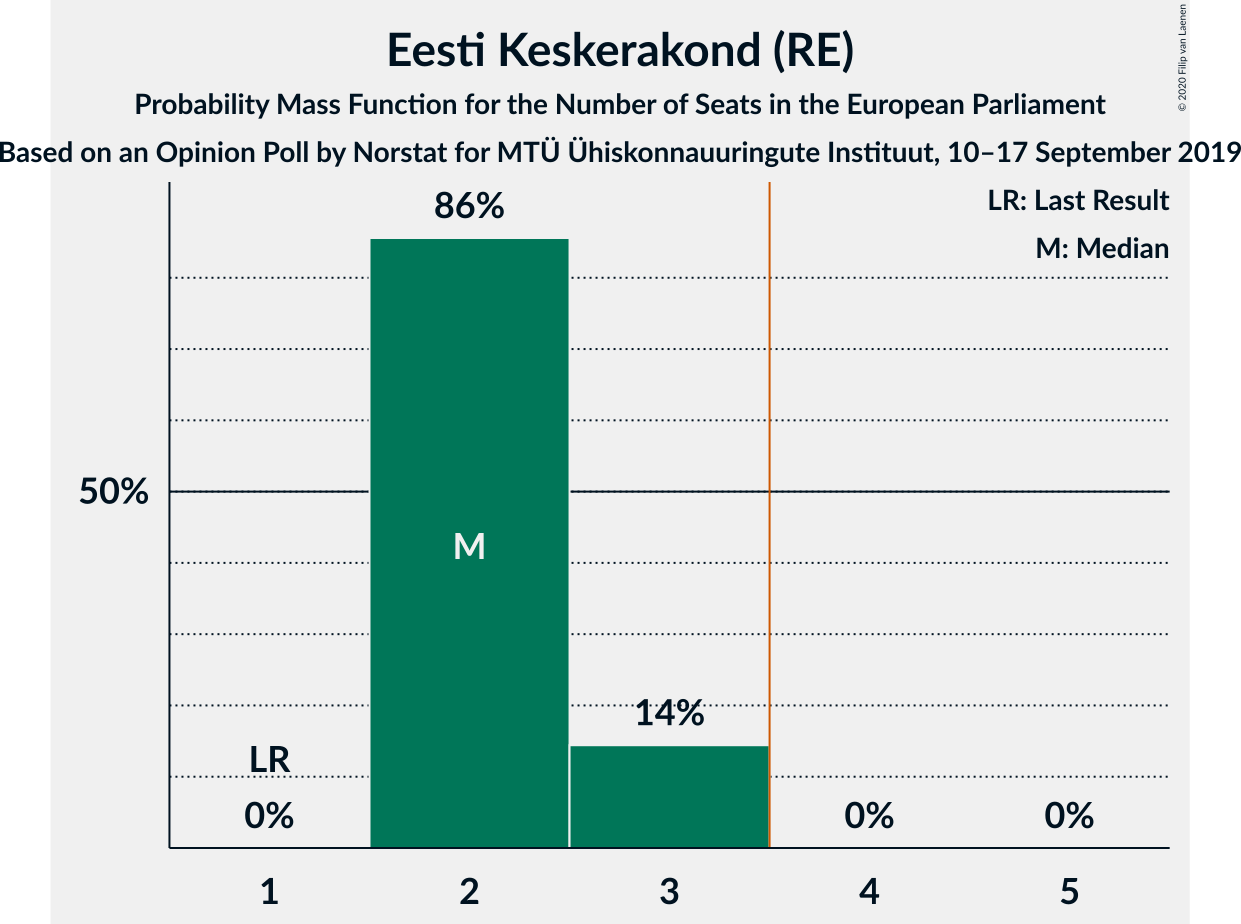 Eesti Keskerakond (RE)
Probability Mass Function for the Number of Seats in the European Parliament
Based on an Opinion Poll by Norstat for MTÜ Ühiskonnauuringute Instituut, 10–17 September 2019
© 2020 Filip van Laenen
LR: Last Result
M: Median
86%
50%
M
14%
LR
0%
0%
0%
1
2
3
4
5